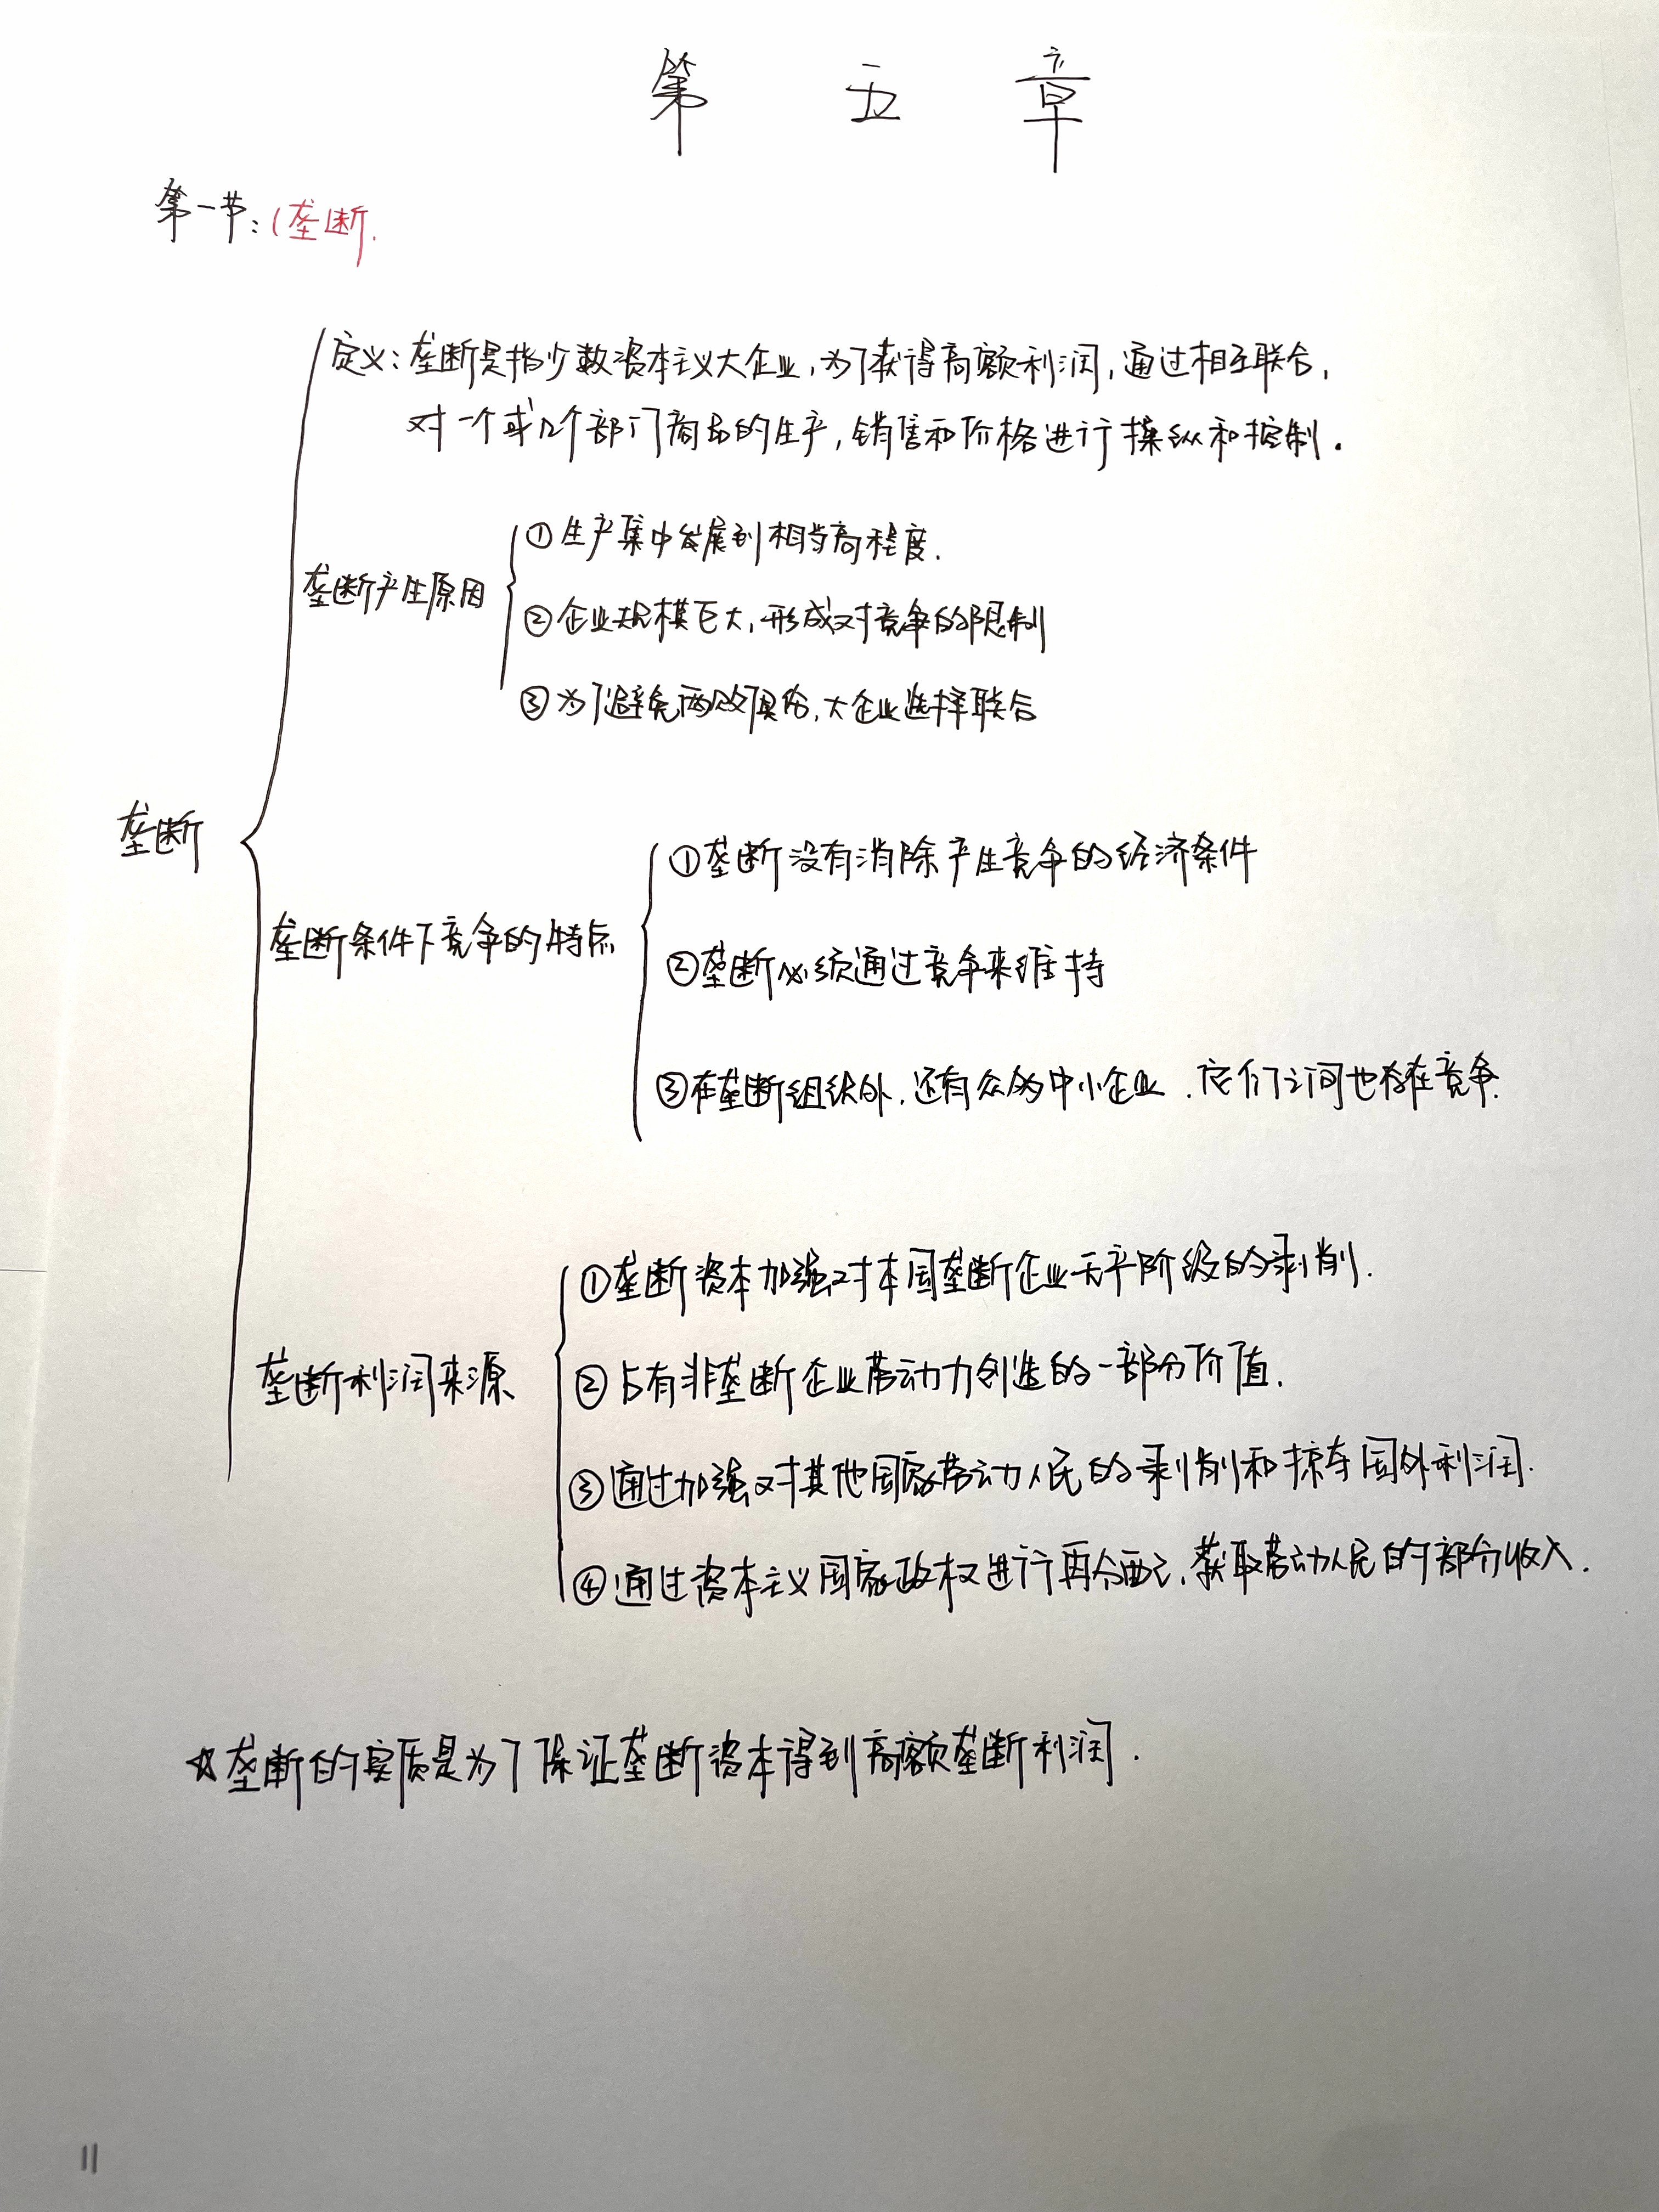 第五章
第一节:(垄断.
定义:垄断是指少数资本主义大企业,为了获得高额利润,通过相互联合,
对一个或几个部门商品的生产,销售和价格进行操纵和控制.
垄断产生原因
①生产集中发展到相当高程度.
②企业规模巨大,形成对竞争的限制
③为了避免两败俱伤,大企业选择联合
垄断
垄断条件下竞争的特点
①垄断没有消除产生竞争的经济条件
②垄断必须通过竞争来维持
③在垄断组织外,还有众多中小企业.它们之间也存在竞争.
垄断利润来源
①垄断资本加强对本国垄断企业无产阶级的剥削.
②占有非垄断企业劳动力创造的一部分价值.
③通过加强对其他国家劳动人民的剥削和掠夺国外利润.
④通过资本主义国家政权进行再分配,获取劳动人民的部分收入.
☆垄断的实质是为了保证垄断资本得到高额垄断利润.
11